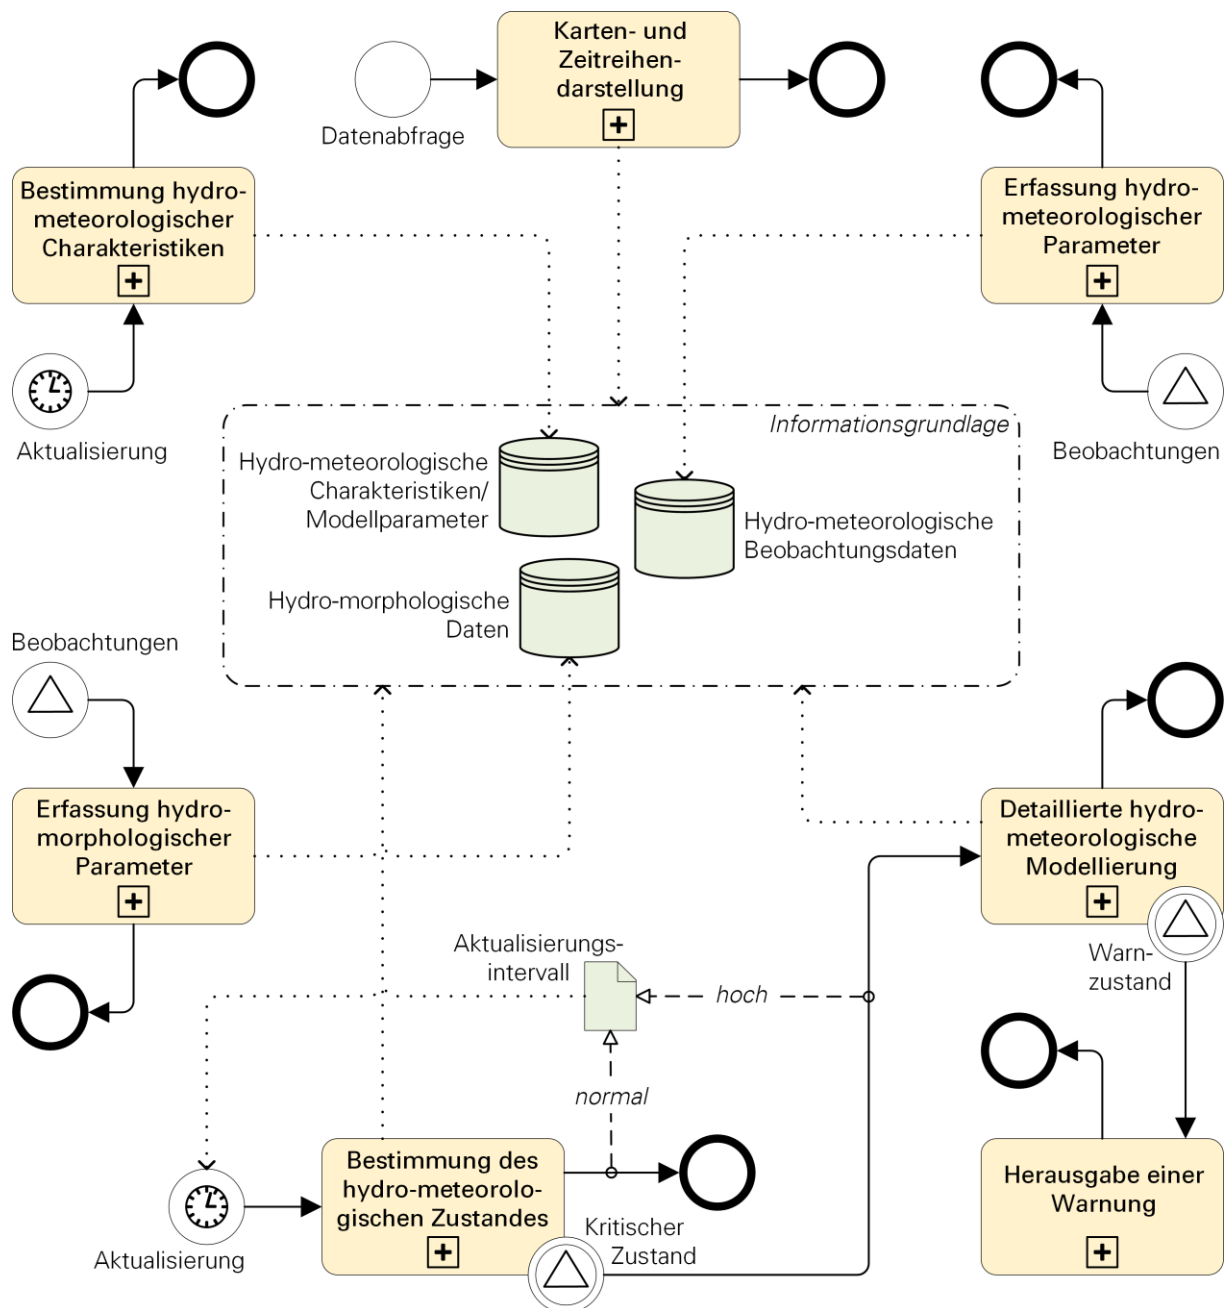 Karten- und
Zeitreihen-
darstellung
Datenabfrage
Bestimmung hydro-
meteorologischer
Charakteristiken
Erfassung hydro-
meteorologischer
Parameter
Aktualisierung
Beobachtungen
Informationsgrundlage
Hydro-meteorologische
Charakteristiken/
Modellparameter
Hydro-meteorologische
Beobachtungsdaten
Hydro-morphologische
Daten
Beobachtungen
Erfassung hydro-
morphologischer
Parameter
Detaillierte hydro-
meteorologische
Modellierung
Aktualisierungs-
intervall
Warn-
zustand
hoch
normal
Bestimmung des
hydro-meteorolo-
gischen Zustandes
Herausgabe einer
Warnung
Kritischer
Zustand
Aktualisierung